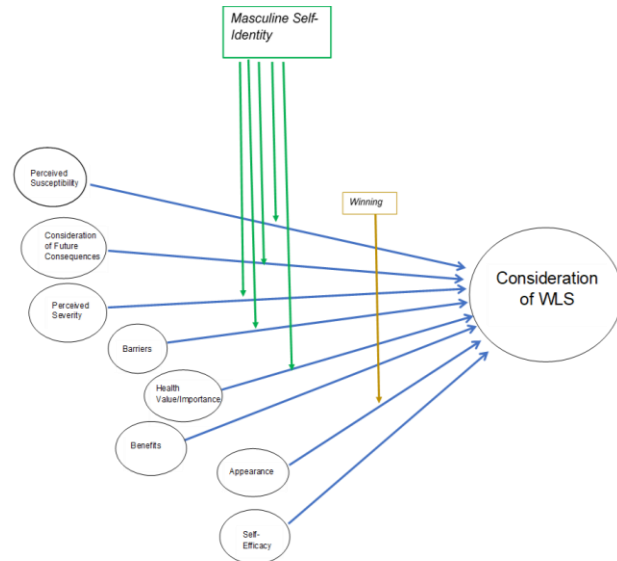 Masculine Self-
Identity
Perceived
Susceptibility
Winning
Consideration
of Future
Consequences
Consideration
of WLS
Perceived
Severity
Barriers
Health
Value/Importance
Benefits
Appearance
Self-
Efficacy